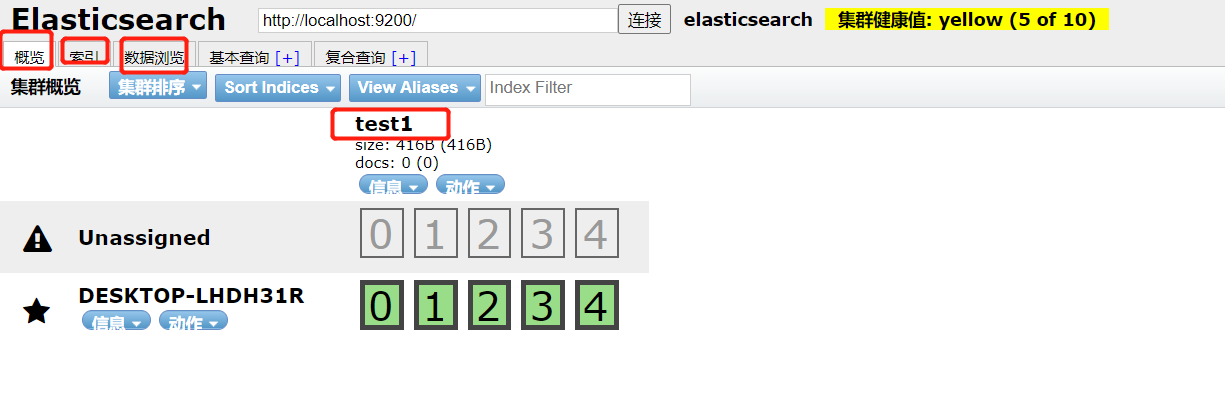 Elasticsearch http://localhost:9200/ 连接 elasticsearch 集群健康值: yellow (5 of 10)
概览 索引 数据浏览 基本查询 [+] 复合查询 [+]
集群概览 集群排序 Sort Indices View Aliases Index Filter
test1
size: 416B (416B)
docs: 0 (0)
信息 动作
Unassigned 0 1 2 3 4
DESKTOP-LHDH31R 0 1 2 3 4
信息 动作